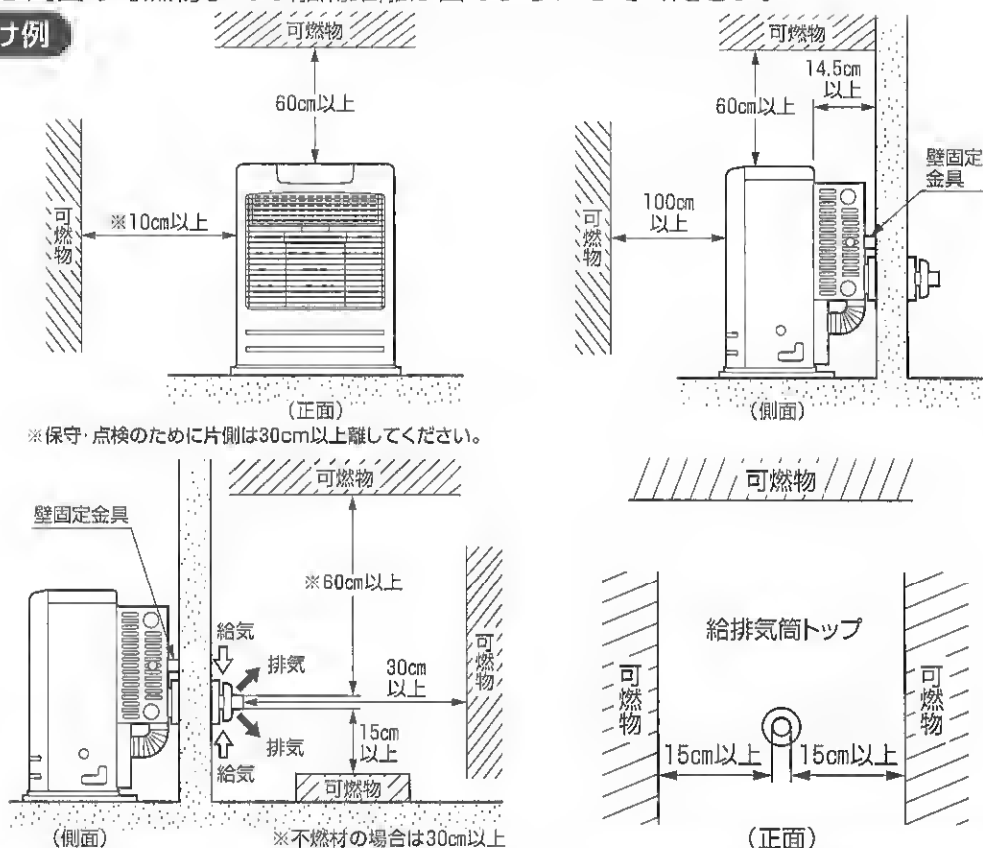 け例
可燃物
60cm以上
可燃物
※10cm以上
(正面)
※保守・点検のために片側は30cm以上離してください。
可燃物
14.5cm
以上
60cm以上
壁固定
金具
可燃物
100cm
以上
(側面)
可燃物
壁固定金具
※60cm以上
給気
排気
30cm
以上
可燃物
排気
15cm
以上
給気
可燃物
(側面)
※不燃材の場合は30cm以上
可燃物
給排気筒トップ
可燃物
可燃物
15cm以上
15cm以上
(正面)